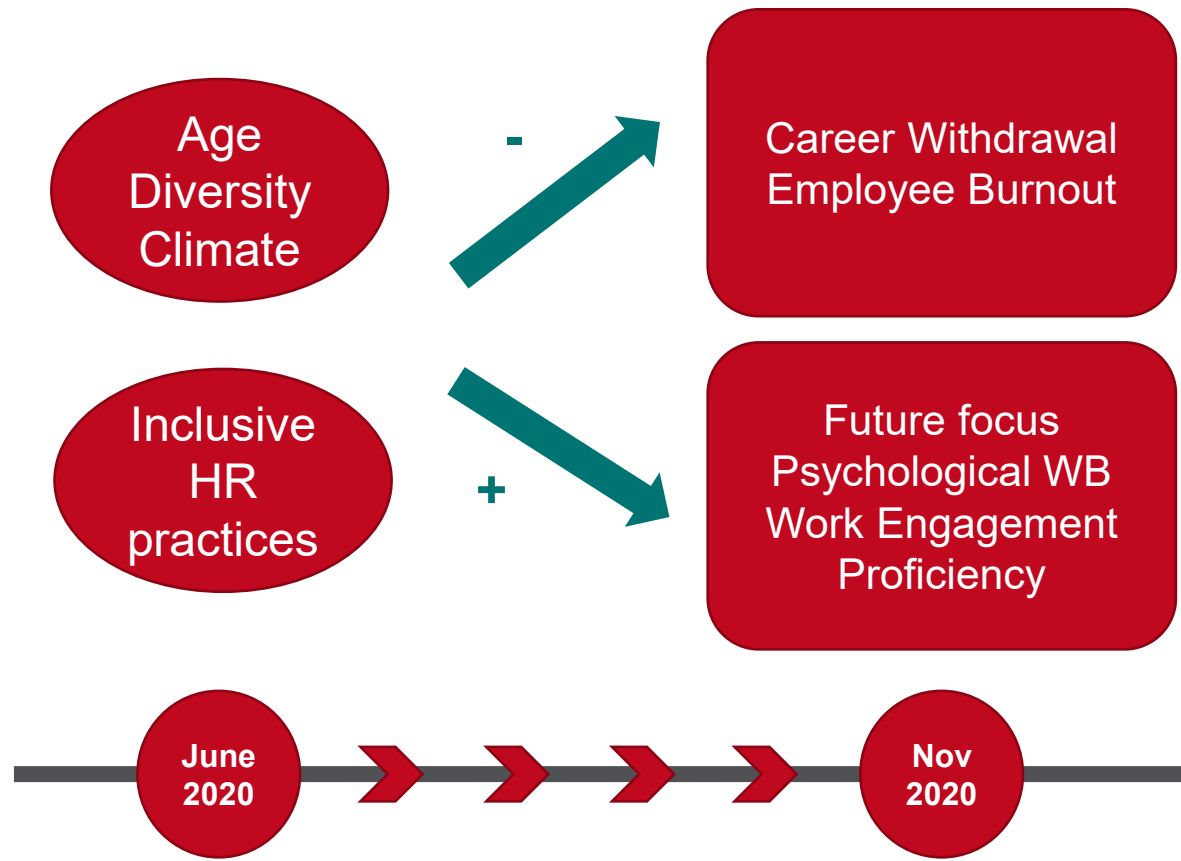 Age
Diversity
Climate
-
Career Withdrawal
Employee Burnout
Inclusive
HR
practices
+
Future focus
Psychological WB
Work Engagement
Proficiency
June
2020
Nov
2020